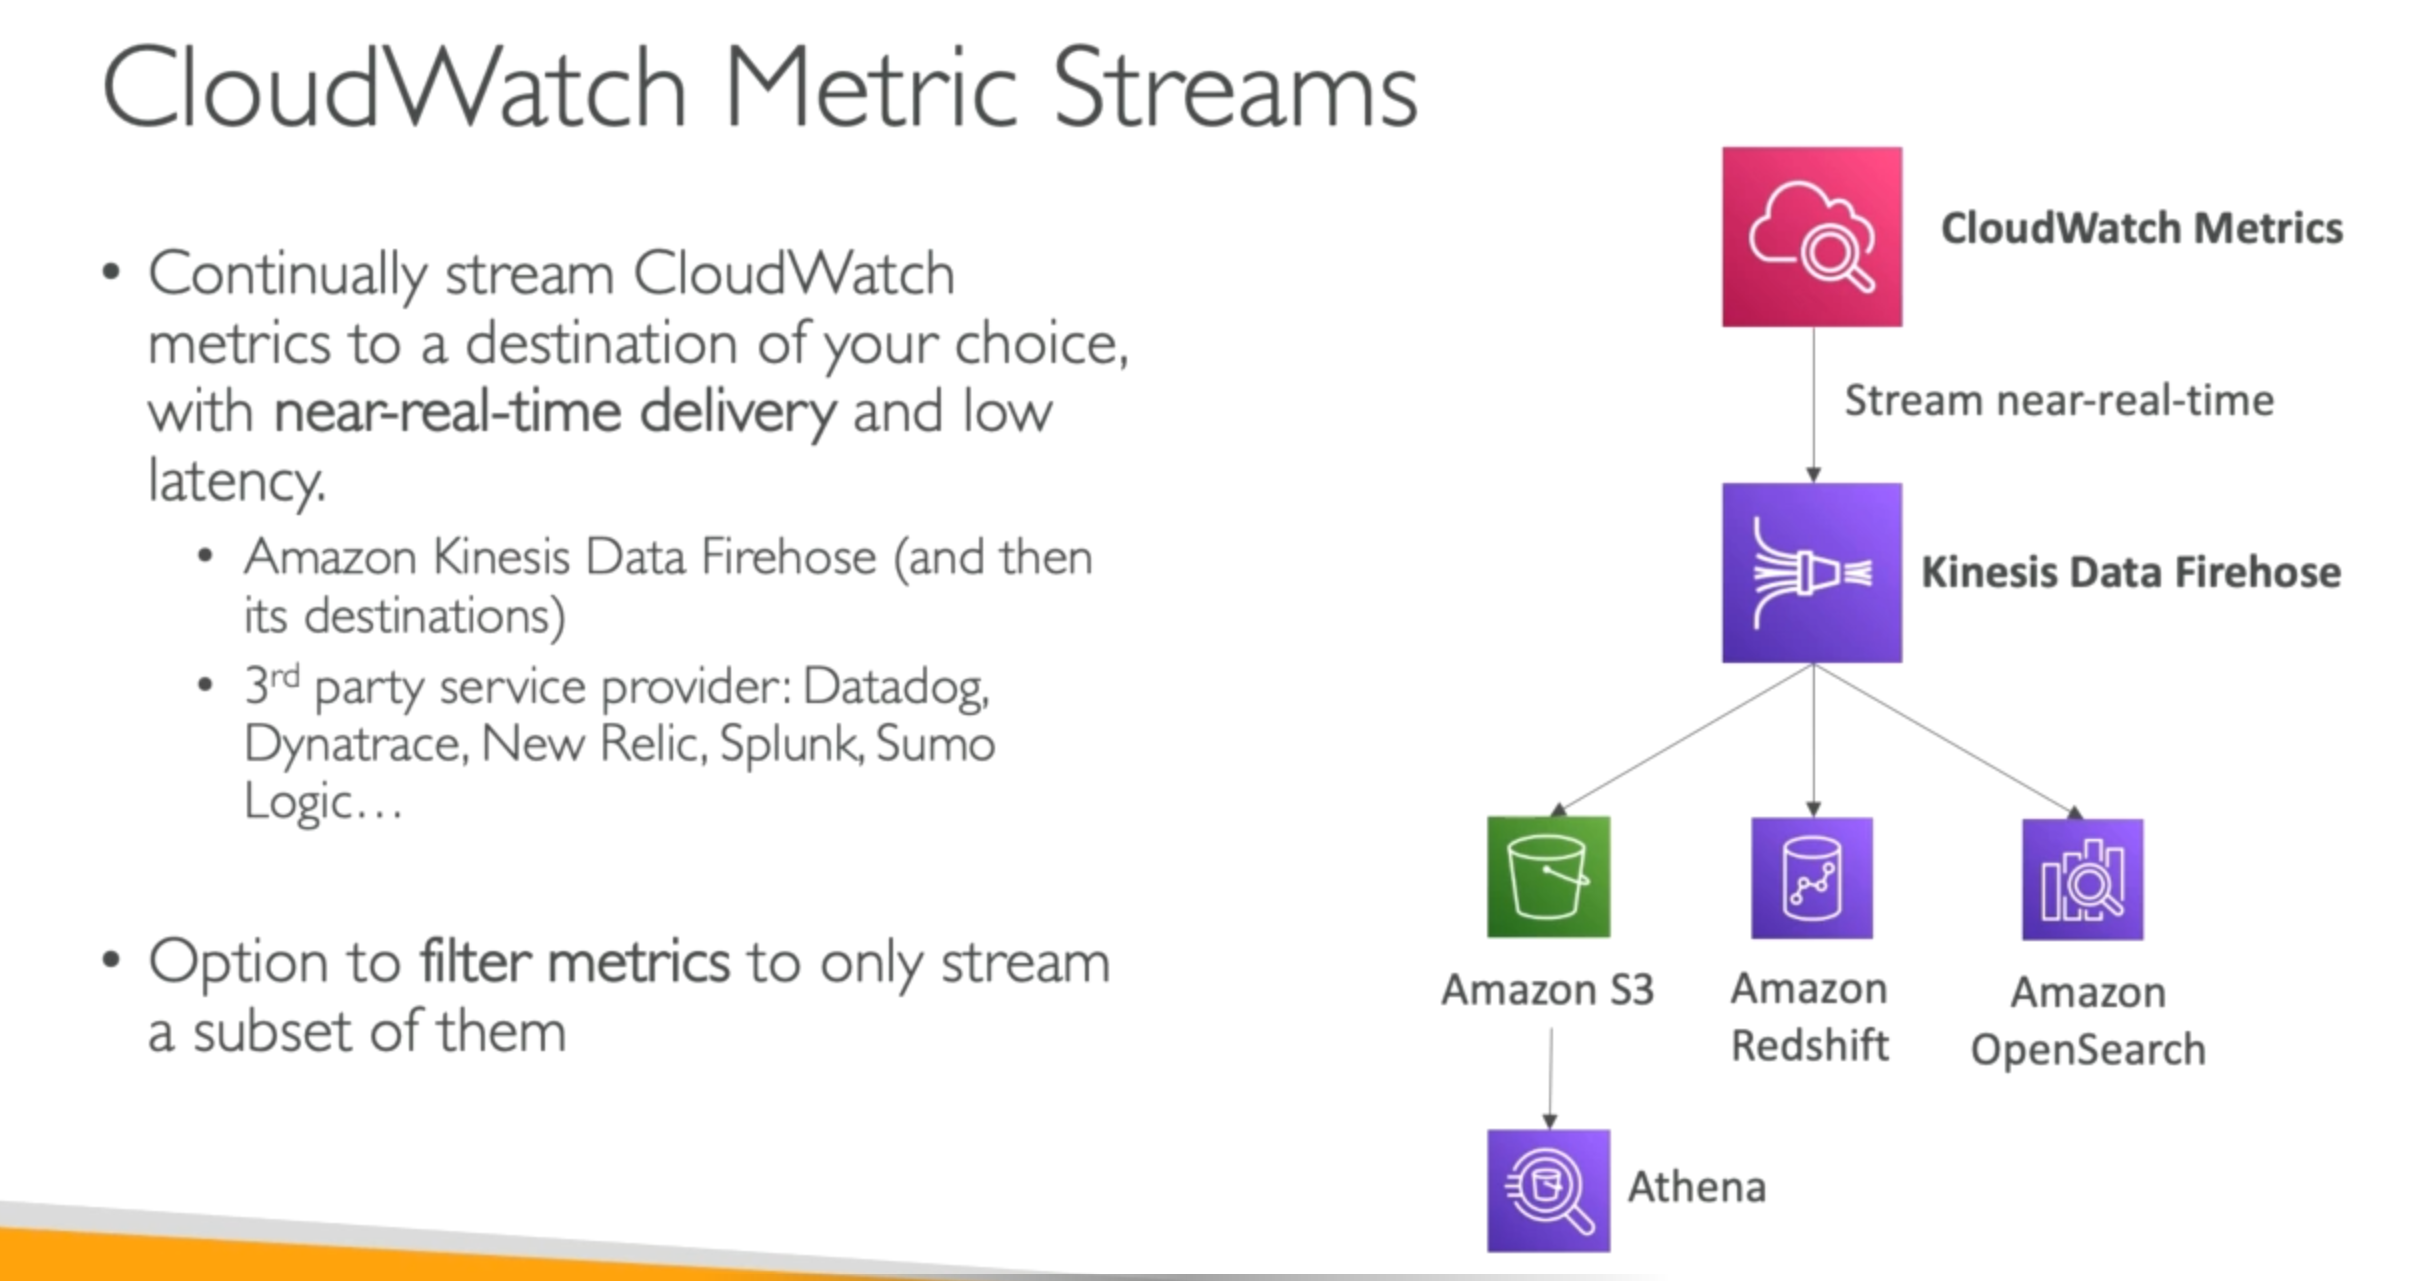 CloudWatch Metric Streams
• Continually stream CloudWatch
metrics to a destination of your choice,
with near-real-time delivery and low
latency.
• Amazon Kinesis Data Firehose (and then
its destinations)
• 3rd party service provider: Datadog,
Dynatrace, New Relic, Splunk, Sumo
Logic…
• Option to filter metrics to only stream
a subset of them
CloudWatch Metrics
Stream near-real-time
Kinesis Data Firehose
Amazon S3
Amazon
Redshift
Amazon
OpenSearch
Athena